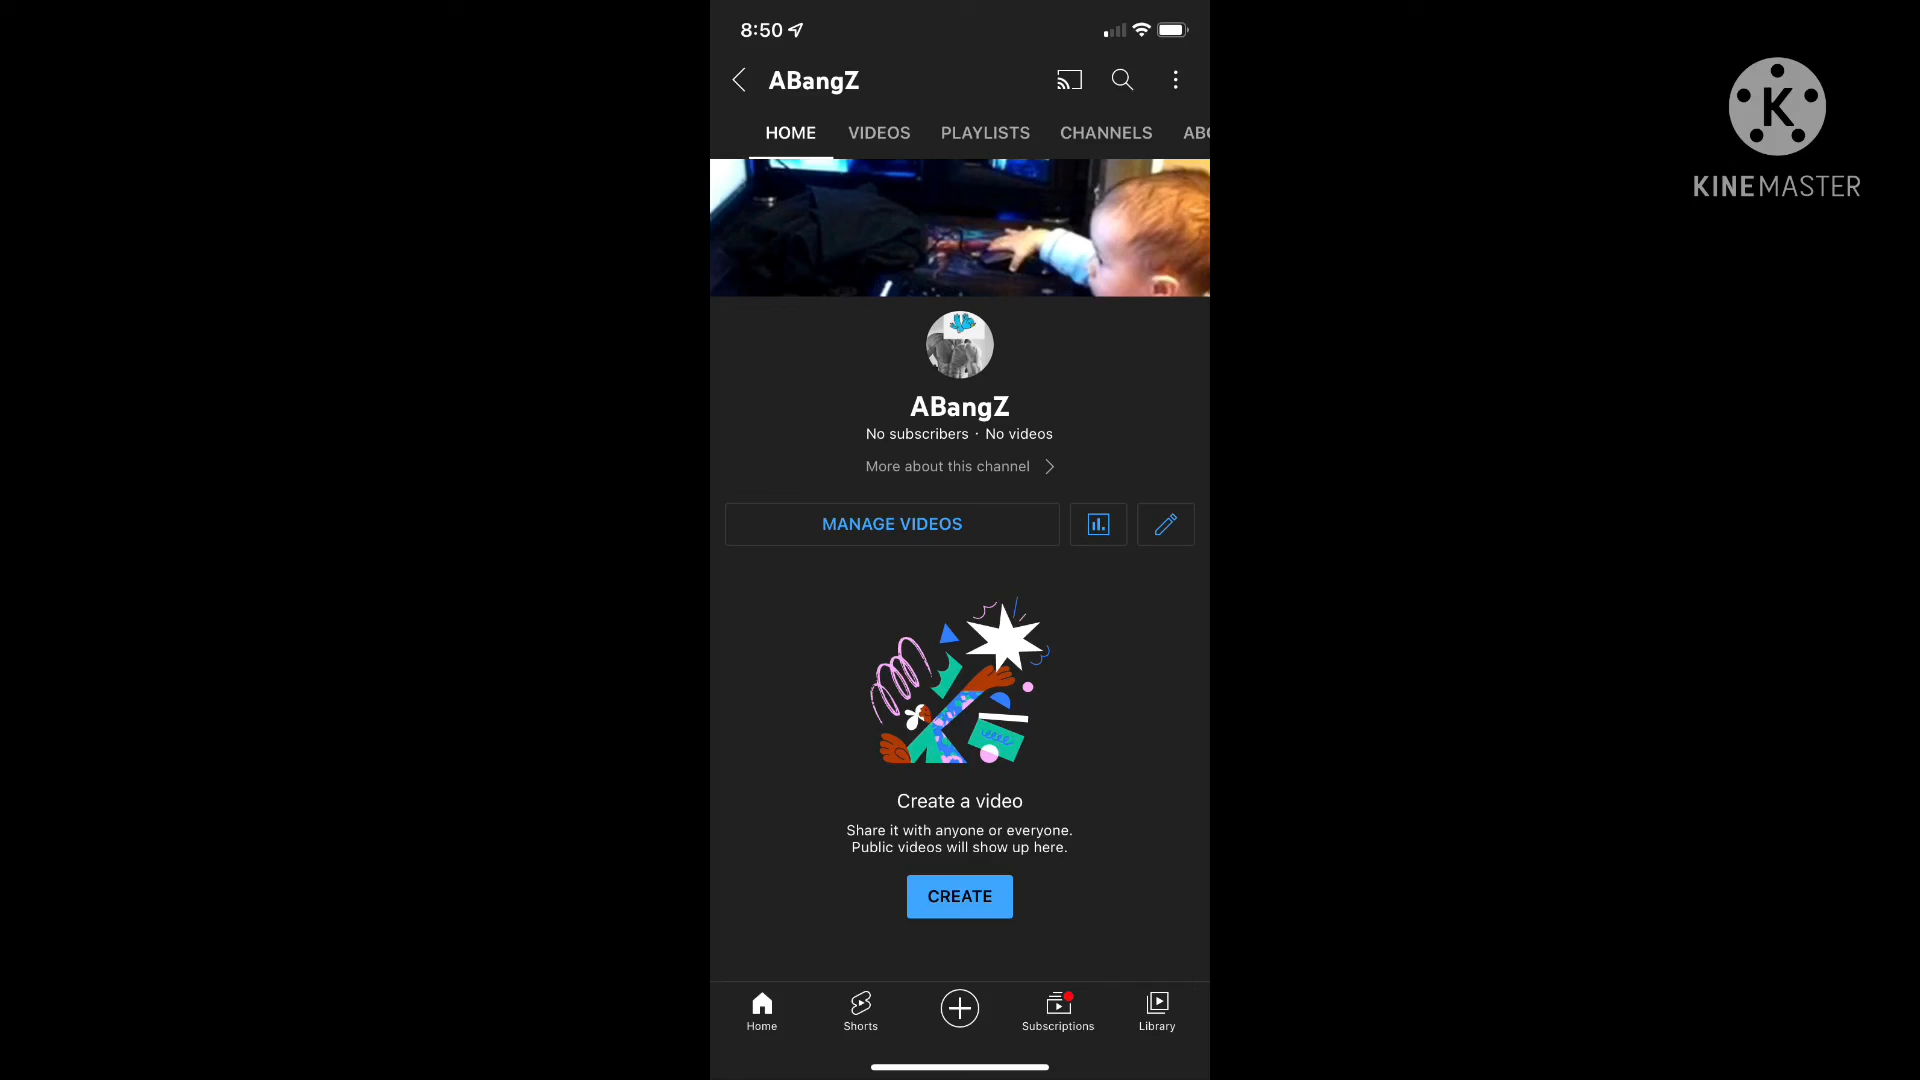 8:50
ABangZ
HOME VIDEOS PLAYLISTS CHANNELS ABO
K
KINEMASTER
ABangZ
No subscribers · No videos
More about this channel
MANAGE VIDEOS
Create a video
Share it with anyone or everyone.
Public videos will show up here.
CREATE
Home Shorts Subscriptions Library